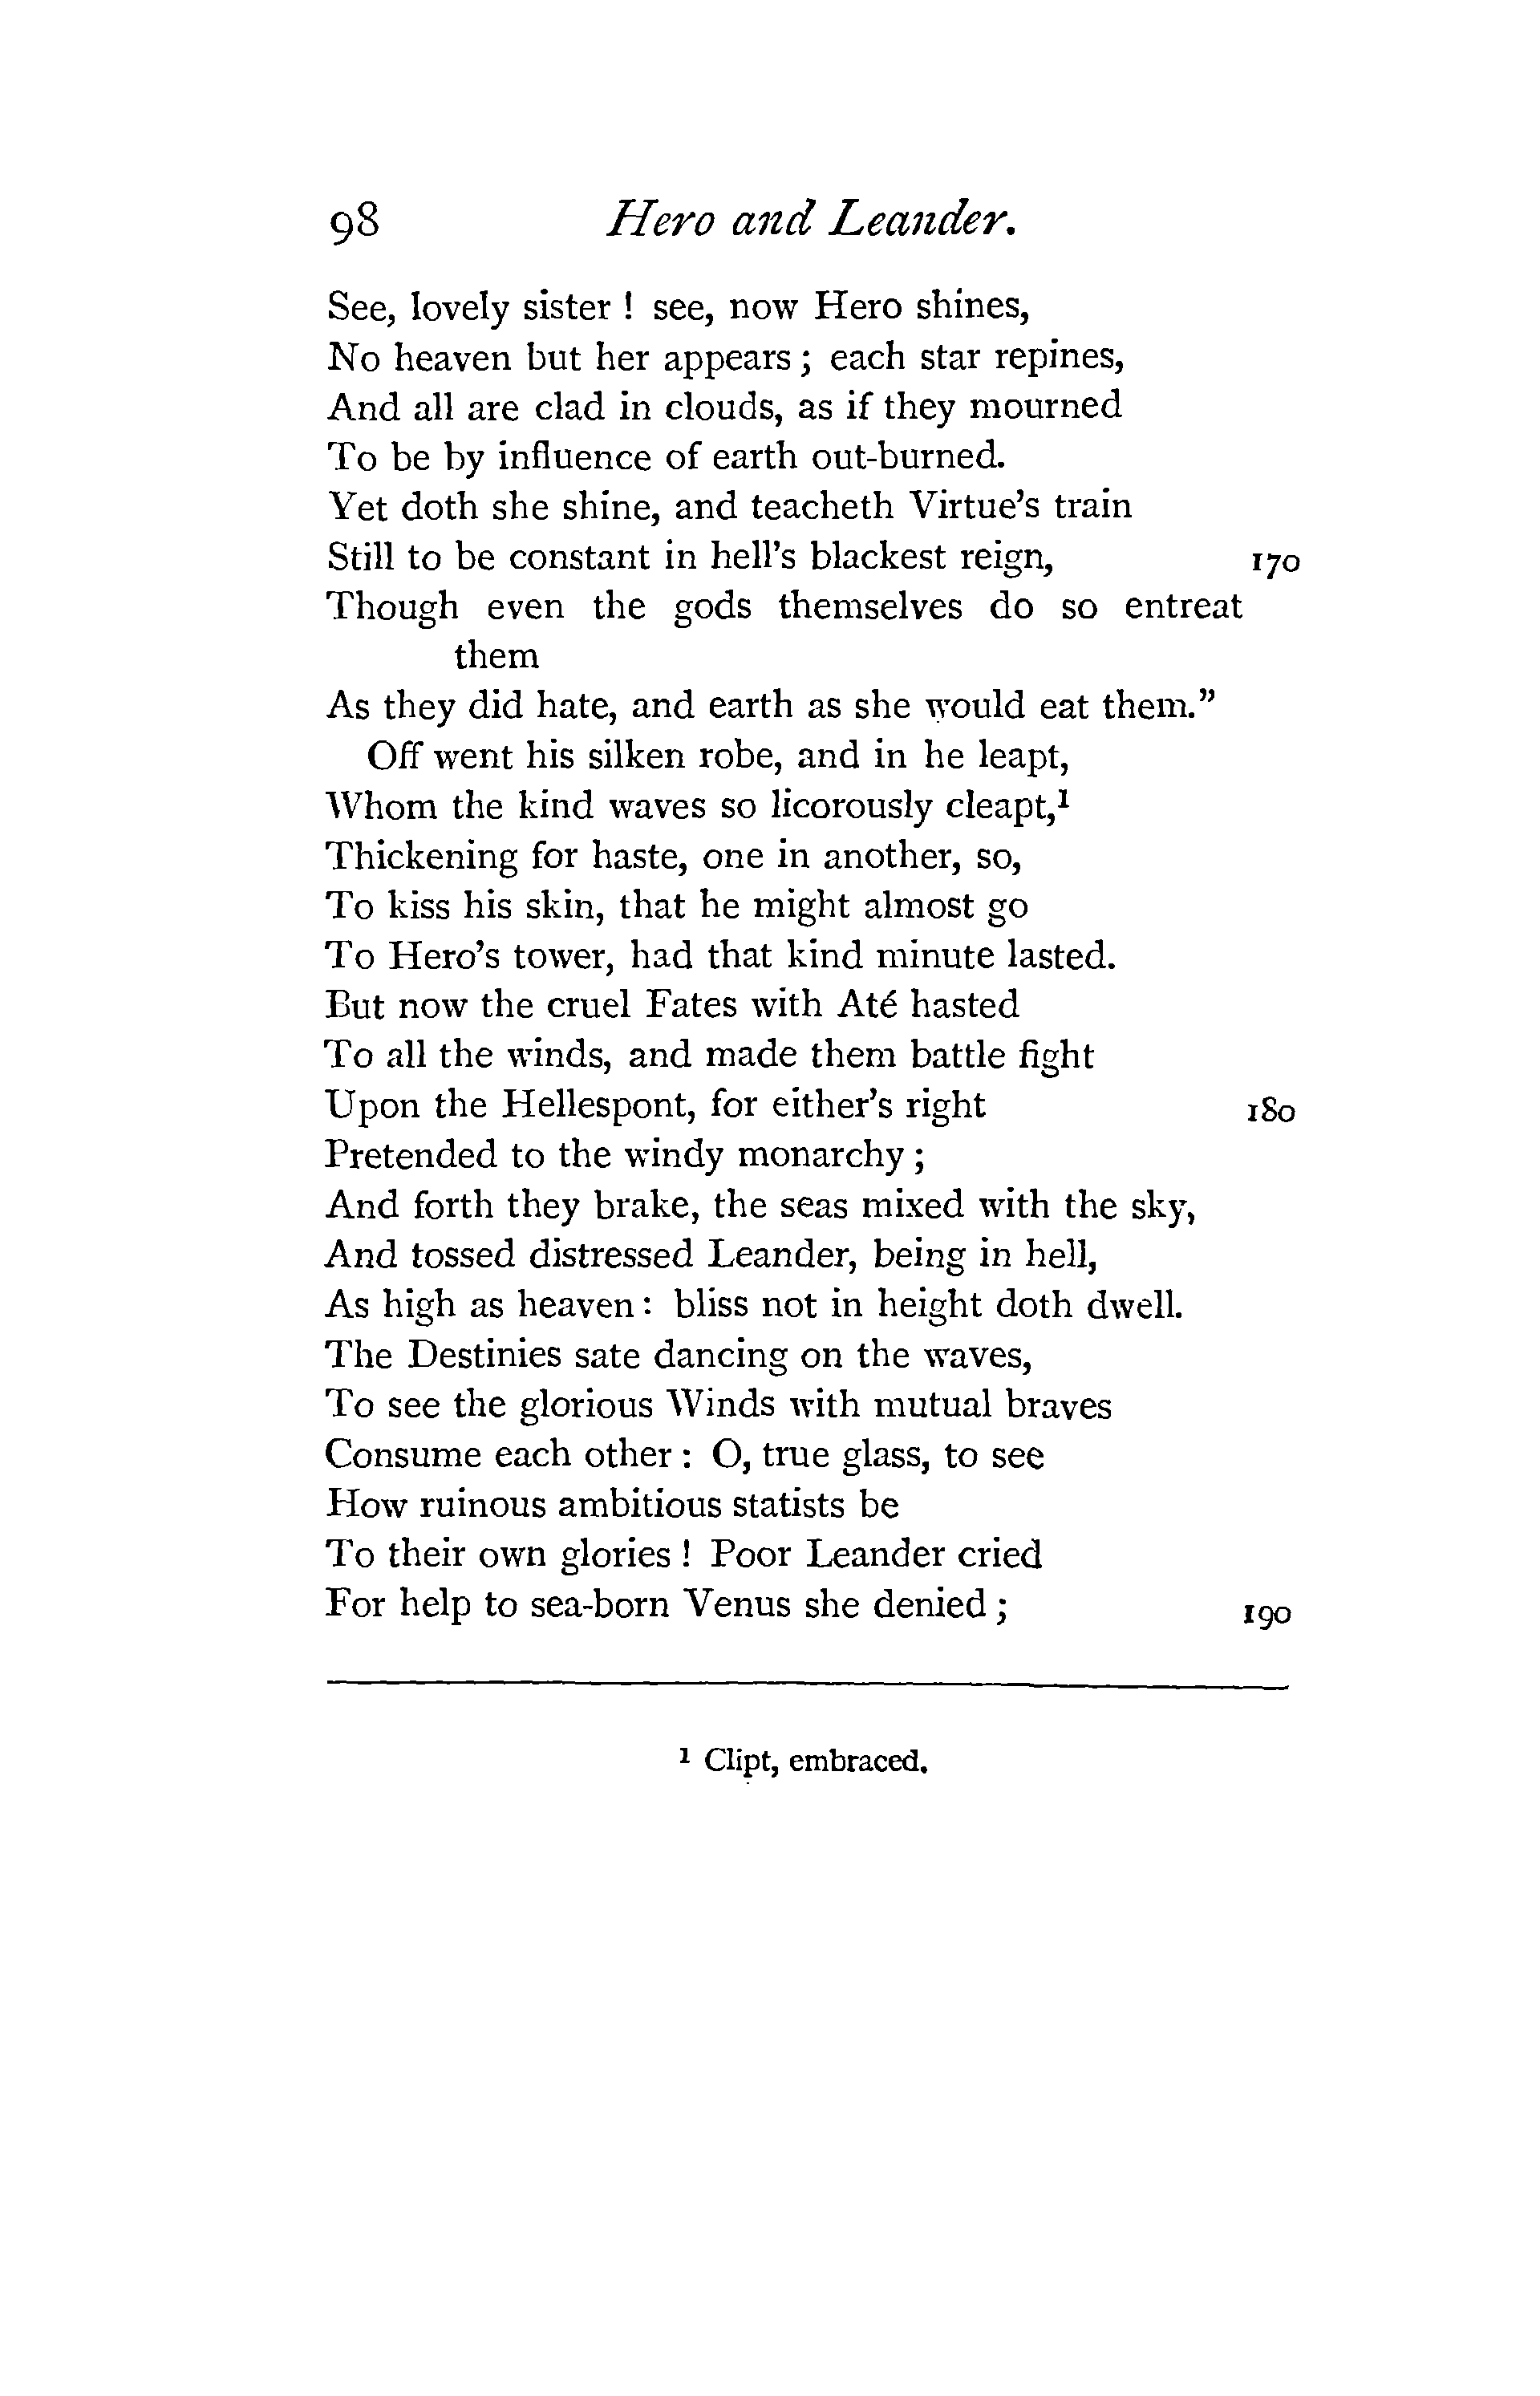 98 Hero and Leander.
See, lovely sister ! see, now Hero shines,
No heaven but her appears ; each star repines,
And all are clad in clouds, as if they mourned
To be by influence of earth out-burned.
Yet doth she shine, and teacheth Virtue's train
Still to be constant in hell's blackest reign, 170
Though even the gods themselves do so entreat
them
As they did hate, and earth as she would eat them.”
Off went his silken robe, and in he leapt,
Whom the kind waves so licorously cleapt,¹
Thickening for haste, one in another, so,
To kiss his skin, that he might almost go
To Hero's tower, had that kind minute lasted.
But now the cruel Fates with Até hasted
To all the winds, and made them battle fight
Upon the Hellespont, for either's right 180
Pretended to the windy monarchy ;
And forth they brake, the seas mixed with the sky,
And tossed distressed Leander, being in hell,
As high as heaven : bliss not in height doth dwell.
The Destinies sate dancing on the waves,
To see the glorious Winds with mutual braves
Consume each other : O, true glass, to see
How ruinous ambitious statists be
To their own glories ! Poor Leander cried
For help to sea-born Venus she denied ; 190
¹ Clipt, embraced.